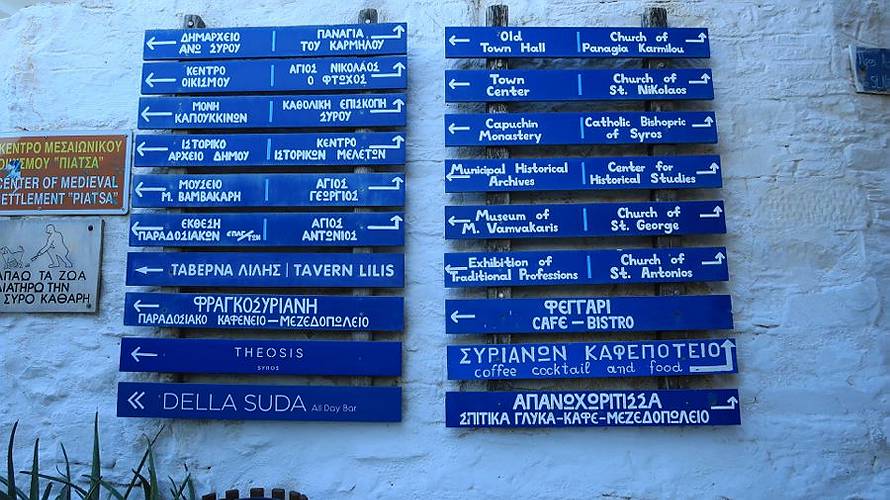 ΔΗΜΑΡΧΕΙΟ
ΑΝΩ ΣΥΡΟΥ
ΠΑΝΑΓΙΑ
ΤΟΥ ΚΑΡΜΗΛΟΥ
ΚΕΝΤΡΟ
ΟΙΚΙΣΜΟΥ
ΑΓΙΟΣ ΝΙΚΟΛΑΟΣ
Ο ΦΤΩΧΟΣ
ΜΟΝΗ
ΚΑΠΟΥΚΚΙΝΩΝ
ΚΑΘΟΛΙΚΗ ΕΠΙΣΚΟΠΗ
ΣΥΡΟΥ
ΙΣΤΟΡΙΚΟ
ΑΡΧΕΙΟ ΔΗΜΟΥ
ΚΕΝΤΡΟ
ΙΣΤΟΡΙΚΩΝ ΜΕΛΕΤΩΝ
ΜΟΥΣΕΙΟ
Μ. ΒΑΜΒΑΚΑΡΗ
ΑΓΙΟΣ
ΓΕΩΡΓΙΟΣ
ΕΚΘΕΣΗ
ΠΑΡΑΔΟΣΙΑΚΩΝ
ΑΓΙΟΣ
ΑΝΤΩΝΙΟΣ
ΤΑΒΕΡΝΑ ΛΙΛΗΣ | TAVERN LILIS
ΦΡΑΓΚΟΣΥΡΙΑΝΗ
ΠΑΡΑΔΟΣΙΑΚΟ ΚΑΦΕΝΕΙΟ-ΜΕΖΕΔΟΠΩΛΕΙΟ
THEOSIS
SYROS
DELLA SUDA All Day Bar
Old
Town Hall
Church of
Panagia Karmilou
Town
Center
Church of
St. Nikolaos
Capuchin
Monastery
Catholic Bishopric
of Syros
Municipal Historical
Archives
Center for
Historical Studies
Museum of
M. Vamvakaris
Church of
St. George
Exhibition of
Traditional Professions
Church of
St. Antonios
ΦΕΓΓΑΡΙ
CAFE - BISTRO
ΣΥΡΙΑΝΩΝ ΚΑΦΕΠΟΤΕΙΟ
coffee cocktail and food
ΑΠΑΝΟΧΩΡΙΤΙΣΣΑ
ΣΠΙΤΙΚΑ ΓΛΥΚΑ-ΚΑΦΕ-ΜΕΖΕΔΟΠΩΛΕΙΟ
ΚΕΝΤΡΟ ΜΕΣΑΙΩΝΙΚΟΥ
"ΠΙΑΤΣΑ"
CENTER OF MEDIEVAL
"PIATSA"
ΤΑ ΖΩΑ
ΤΗΝ
ΣΥΡΟ ΚΑΘΑΡΗ